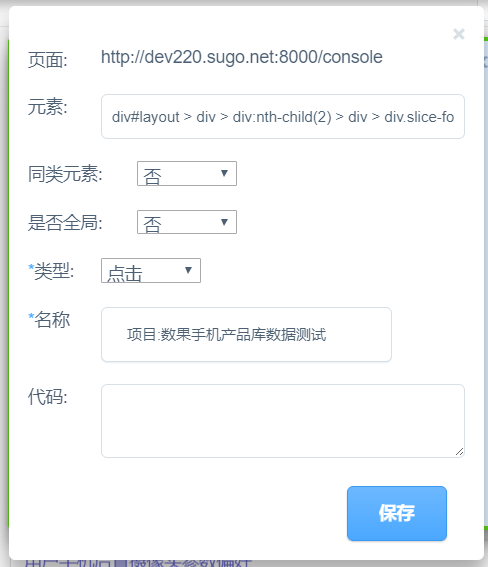 ×
页面: http://dev220.sugo.net:8000/console
元素: div#layout > div > div:nth-child(2) > div > div.slice-fo
同类元素: 否
是否全局: 否
*类型: 点击
*名称 项目:数果手机产品库数据测试
代码:
保存